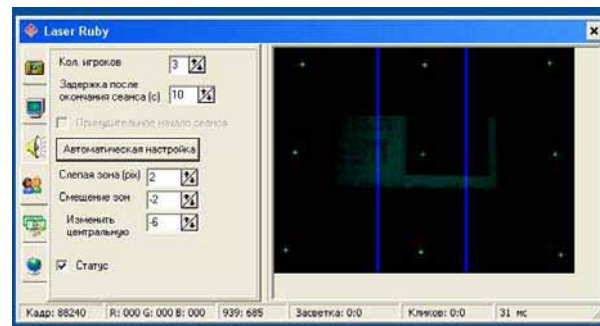 Laser Ruby
Кол. игроков 3
Задержка после
окончания сеанса (с) 10
Принудительное начало сеанса
Автоматическая настройка
Слепая зона (pix) 2
Смещение зон -2
Изменить -6
центральную
Статус
Кадр: 88240 R: 000 G: 000 B: 000 939; 685 Засветка: 0:0 Кликов: 0:0 31 мс